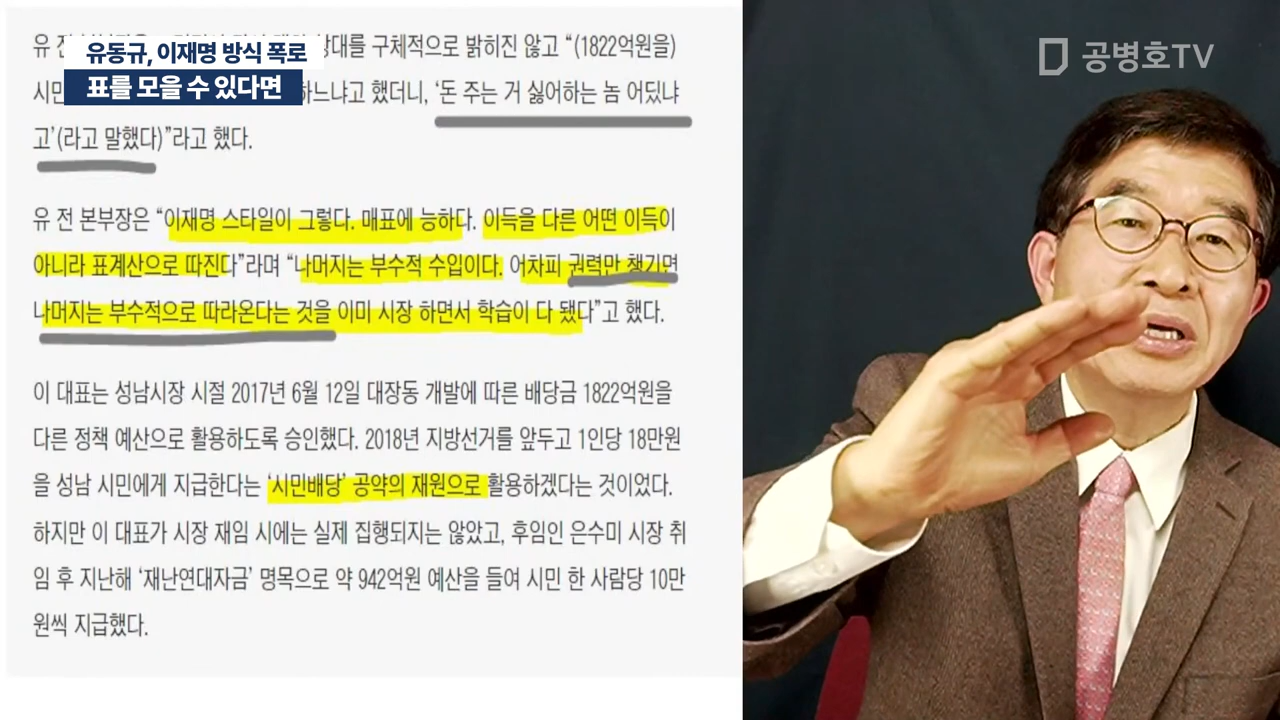 유동규, 이재명 방식 폭로
표를 모을 수 있다면
공병호TV
유 상대를 구체적으로 밝히진 않고 “(1822억원을)
시민 하느냐고 했더니, ‘돈 주는 거 싫어하는 놈 어딨냐
고’(라고 말했다)”라고 했다.
유 전 본부장은 “이재명 스타일이 그렇다. 매표에 능하다. 이득을 다른 어떤 이득이
아니라 표계산으로 따진다”라며 “나머지는 부수적 수입이다. 어차피 권력만 챙기면
나머지는 부수적으로 따라온다는 것을 이미 시장 하면서 학습이 다 됐다”고 했다.
이 대표는 성남시장 시절 2017년 6월 12일 대장동 개발에 따른 배당금 1822억원을
다른 정책 예산으로 활용하도록 승인했다. 2018년 지방선거를 앞두고 1인당 18만원
을 성남 시민에게 지급한다는 ‘시민배당’ 공약의 재원으로 활용하겠다는 것이었다.
하지만 이 대표가 시장 재임 시에는 실제 집행되지는 않았고, 후임인 은수미 시장 취
임 후 지난해 ‘재난연대자금’ 명목으로 약 942억원 예산을 들여 시민 한 사람당 10만
원씩 지급했다.